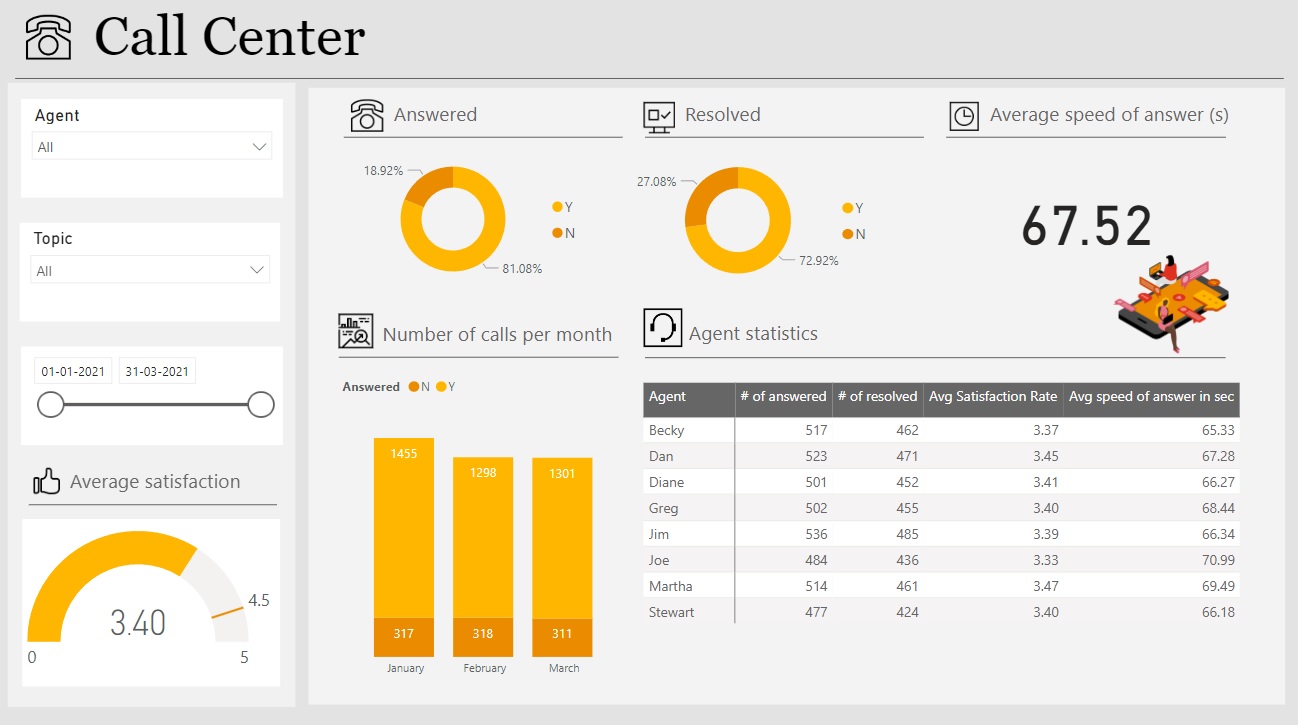 Call Center
Agent
All
Topic
All
01-01-2021 31-03-2021
Average satisfaction
3.40
4.5
0 5
Answered
18.92%
81.08%
Y
N
Resolved
27.08%
72.92%
Y
N
Average speed of answer (s)
67.52
Number of calls per month
Answered N Y
1455 1298 1301
317 318 311
January February March
Agent statistics
Agent # of answered # of resolved Avg Satisfaction Rate Avg speed of answer in sec
Becky 517 462 3.37 65.33
Dan 523 471 3.45 67.28
Diane 501 452 3.41 66.27
Greg 502 455 3.40 68.44
Jim 536 485 3.39 66.34
Joe 484 436 3.33 70.99
Martha 514 461 3.47 69.49
Stewart 477 424 3.40 66.18